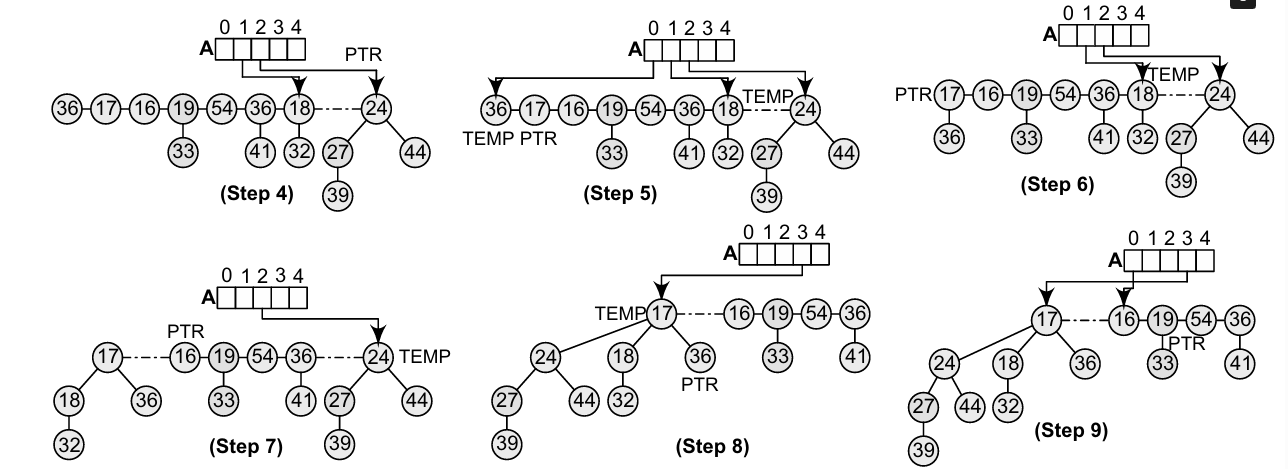 0 1 2 3 4
A
PTR
36 17 16 19 54 36 18 24
33 41 32 27 44
39
(Step 4)
0 1 2 3 4
A
TEMP
36 17 16 19 54 36 18 24
TEMP PTR
33 41 32 27 44
39
(Step 5)
0 1 2 3 4
A
TEMP
PTR 17 16 19 54 36 18 24
36 33 41 32 27 44
39
(Step 6)
0 1 2 3 4
A
PTR
17 16 19 54 36 24 TEMP
18 36 33 41 27 44
32 39
(Step 7)
0 1 2 3 4
A
TEMP 17 16 19 54 36
24 18 36 33 41
PTR
27 44 32
39
(Step 8)
0 1 2 3 4
A
17 16 19 54 36
PTR
24 18 36 33 41
27 44 32
39
(Step 9)